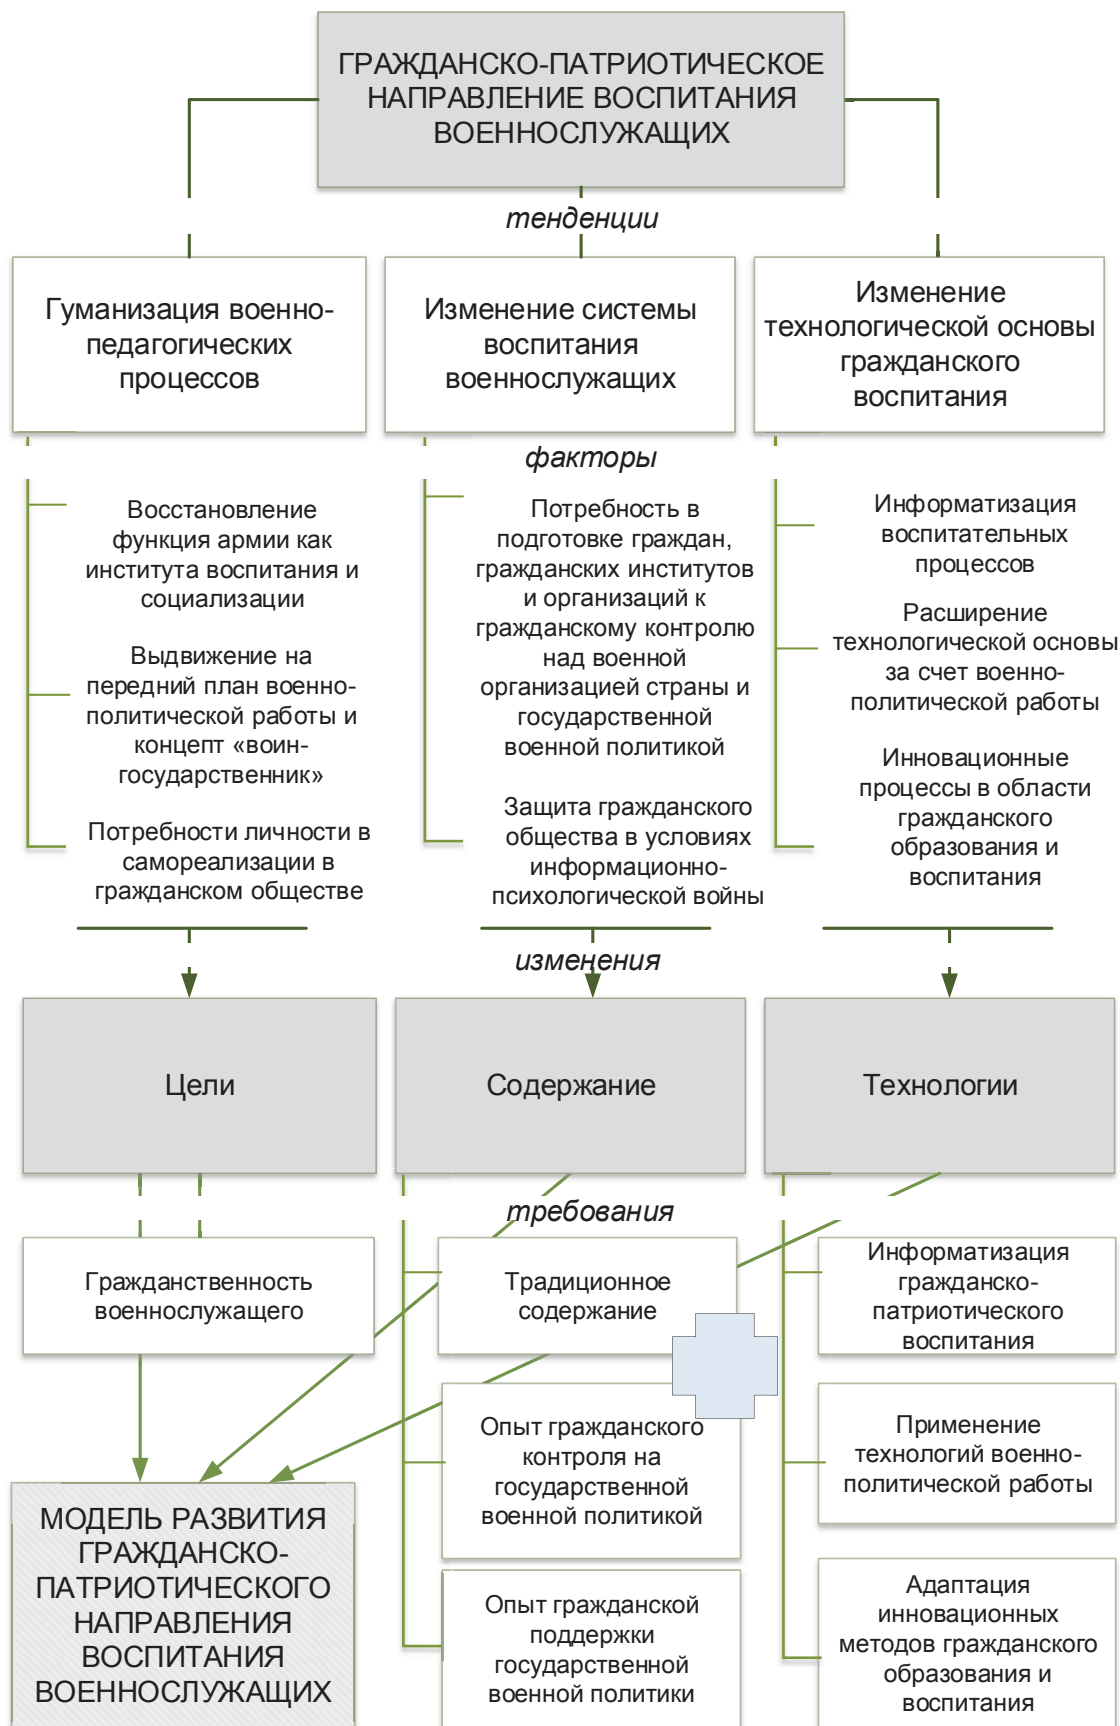 ГРАЖДАНСКО-ПАТРИОТИЧЕСКОЕ
НАПРАВЛЕНИЕ ВОСПИТАНИЯ
ВОЕННОСЛУЖАЩИХ
тенденции
Гуманизация военно-
педагогических
процессов
Изменение системы
воспитания
военнослужащих
Изменение
технологической основы
гражданского
воспитания
факторы
Восстановление
функция армии как
института воспитания и
социализации
Выдвижение на
передний план военно-
политической работы и
концепт «воин-
государственник»
Потребности личности в
самореализации в
гражданском обществе
Потребность в
подготовке граждан,
гражданских институтов
и организаций к
гражданскому контролю
над военной
организацией страны и
государственной
военной политикой
Защита гражданского
общества в условиях
информационно-
психологической войны
Информатизация
воспитательных
процессов
Расширение
технологической основы
за счет военно-
политической работы
Инновационные
процессы в области
гражданского
образования и
воспитания
изменения
Цели
Содержание
Технологии
требования
Гражданственность
военнослужащего
Традиционное
содержание
Опыт гражданского
контроля на
государственной
военной политикой
Опыт гражданской
поддержки
государственной
военной политики
Информатизация
гражданско-
патриотического
воспитания
Применение
технологий военно-
политической работы
Адаптация
инновационных
методов гражданского
образования и
воспитания
МОДЕЛЬ РАЗВИТИЯ
ГРАЖДАНСКО-
ПАТРИОТИЧЕСКОГО
НАПРАВЛЕНИЯ
ВОСПИТАНИЯ
ВОЕННОСЛУЖАЩИХ